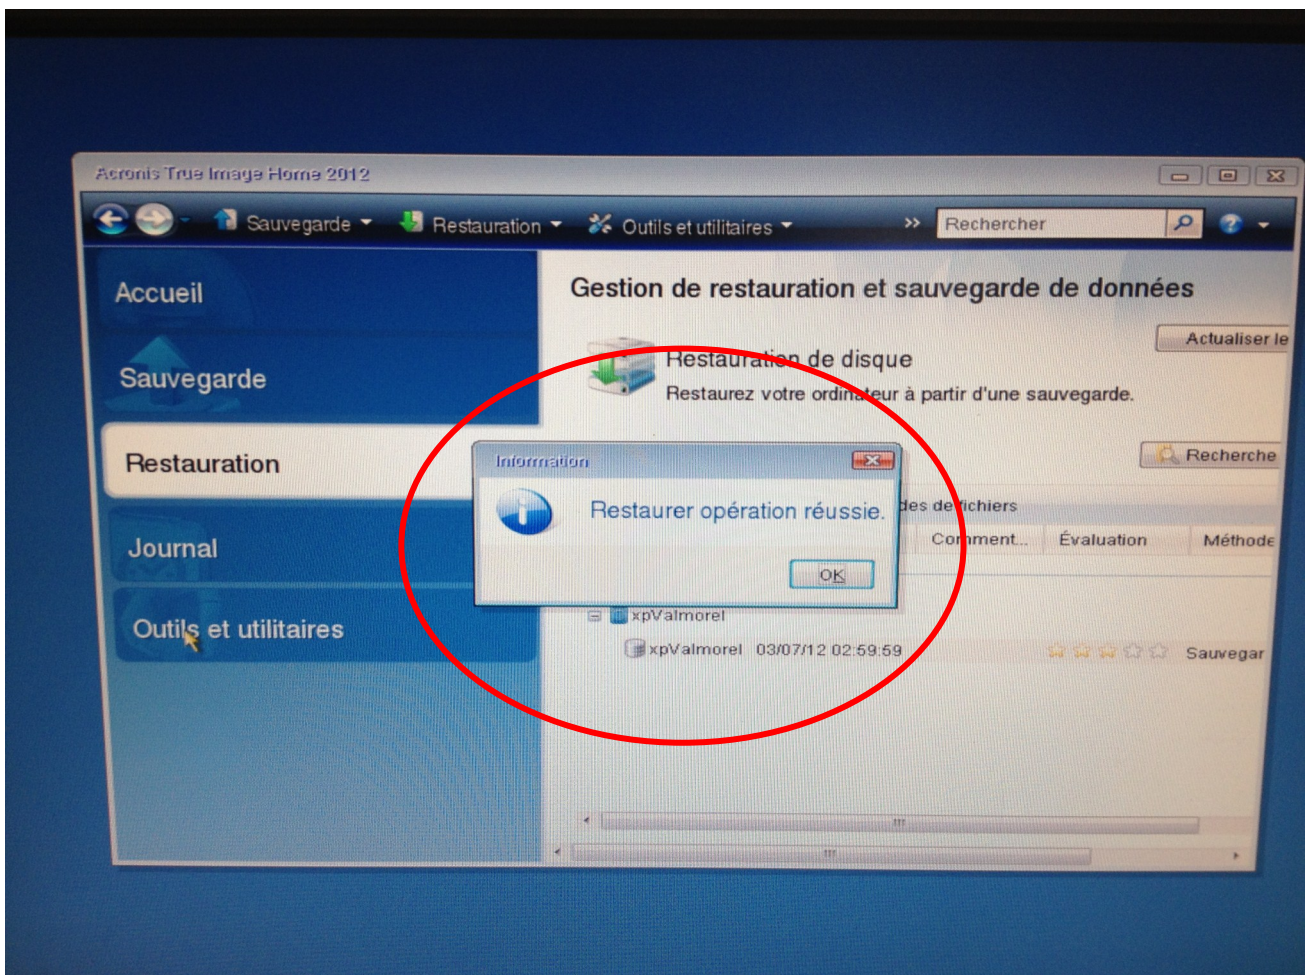 Acronis True Image Home 2012
Sauvegarde Restauration Outils et utilitaires >> Rechercher ?
Accueil
Sauvegarde
Restauration
Journal
Outils et utilitaires
Gestion de restauration et sauvegarde de données
Actualiser le
Restauration de disque
Restaurez votre ordinateur à partir d'une sauvegarde.
Recherche
Information
Restaurer opération réussie.
OK
des de fichiers
Comment... Évaluation Méthode
xpValmorel
xpValmorel 03/07/12 02:59:59 Sauvegar